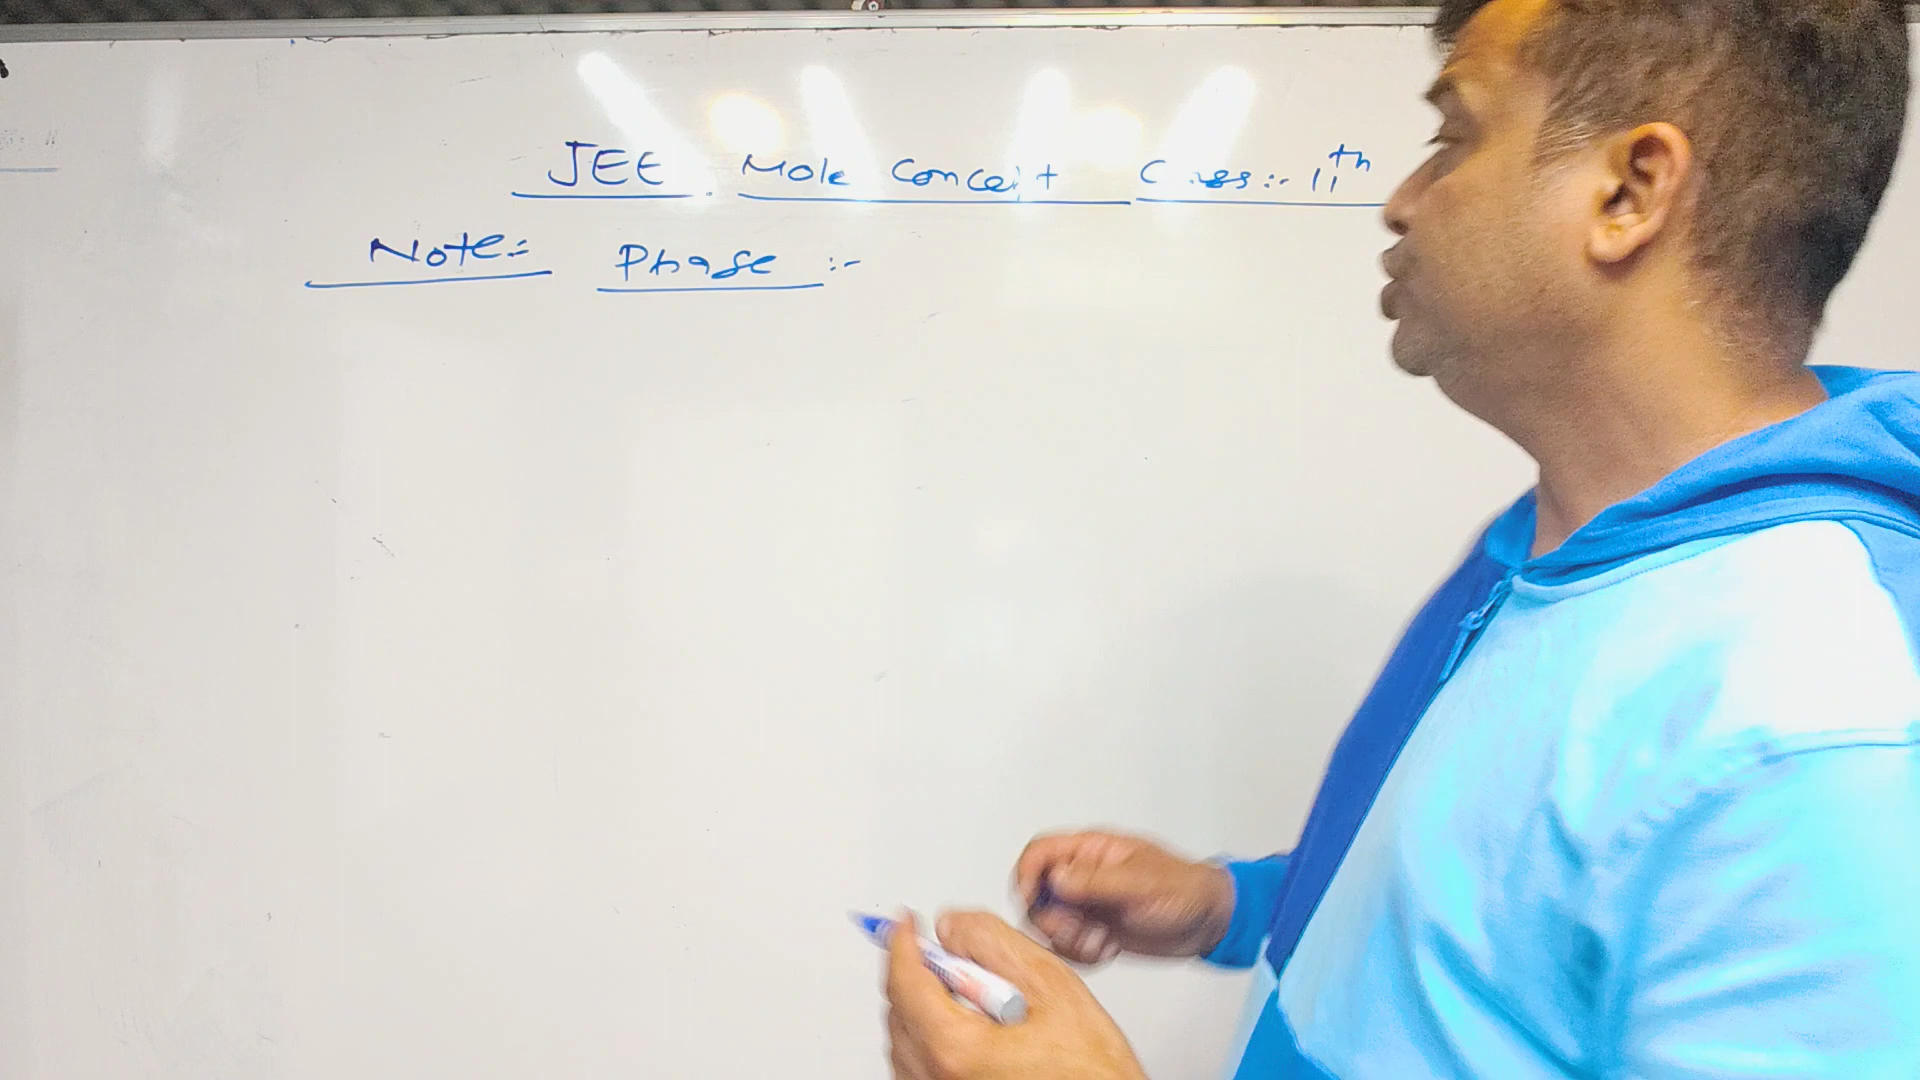 JEE. Mole Concept Class:- 11th
Note:- Phase :-